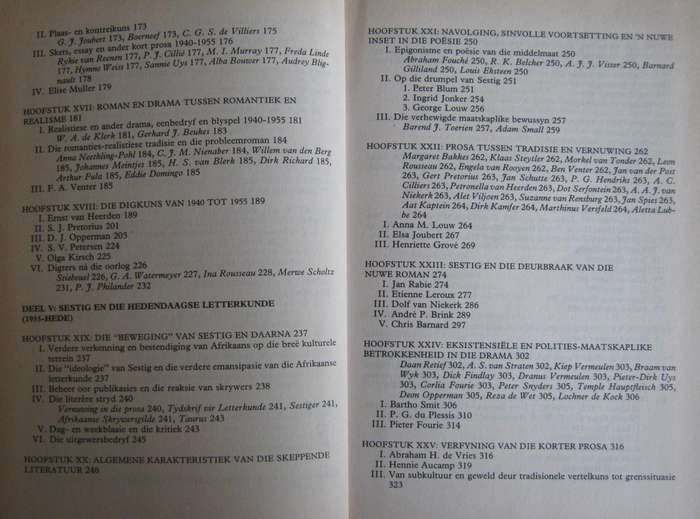 II. Plaas- en kontreikuns 173
G. J. Joubert 173, Boerneef 173, C. G. S. de Villiers 175
III. Skets, essay en ander kort prosa 1940-1955 176
Rykie van Reenen 177, P. J. Cillié 177, M. I. Murray 177, Freda Linde
177, Hymne Weiss 177, Sannie Uys 177, Alba Bouwer 177, Audrey Blig-
nault 178
IV. Elise Muller 179
HOOFSTUK XVII: ROMAN EN DRAMA TUSSEN ROMANTIEK EN
REALISME 181
I. Realistiese en ander drama, eenbedryf en blyspel 1940-1955 181
W. A. de Klerk 181, Gerhard J. Beukes 183
II. Die romanties-realistiese tradisie en die probleemroman 184
Anna Neethling-Pohl 184, C. J. M. Nienaber 184, Willem van den Berg
185, Johannes Meintjes 185, H. S. van Blerk 185, Dirk Richard 185,
Arthur Fula 185, Eddie Domingo 185
III. F. A. Venter 185
HOOFSTUK XVIII: DIE DIGKUNS VAN 1940 TOT 1955 189
I. Ernst van Heerden 189
II. S. J. Pretorius 201
III. D. J. Opperman 205
IV. S. V. Petersen 224
V. Olga Kirsch 225
VI. Digters ná die oorlog 226
Stiebeuel 226, G. A. Watermeyer 227, Ina Rousseau 228, Merwe Scholtz
231, P. J. Philander 232
DEEL V: SESTIG EN DIE HEDENDAAGSE LETTERKUNDE
(1955-HEDE)
HOOFSTUK XIX: DIE "BEWEGING" VAN SESTIG EN DAARNA 237
I. Verdere verkenning en bestendiging van Afrikaans op die breë kulturele
terrein 237
II. Die "ideologie" van Sestig en die verdere emansipasie van die Afrikaanse
letterkunde 237
III. Beheer oor publikasies en die reaksie van skrywers 238
IV. Die literêre stryd 240
Vernuwing in die prosa 240, Tydskrif vir Letterkunde 241, Sestiger 241,
Afrikaanse Skrywersgilde 241, Taurus 243
V. Dag- en weekblaaie en die kritiek 243
VI. Die uitgewersbedryf 245
HOOFSTUK XX: ALGEMENE KARAKTERISTIEK VAN DIE SKEPPENDE
LITERATUUR 246
HOOFSTUK XXI: NAVOLGING, SINVOLLE VOORTSETTING EN 'N NUWE
INSET IN DIE POËSIE 250
I. Epigonisme en poësie van die middelmaat 250
Abraham Fouché 250, R. K. Belcher 250, A. J. J. Visser 250, Barnard
Gilliland 250, Louis Eksteen 250
II. Op die drumpel van Sestig 251
1. Peter Blum 251
2. Ingrid Jonker 254
3. George Louw 256
III. Die verhewigde maatskaplike bewussyn 257
Barend J. Toerien 257, Adam Small 259
HOOFSTUK XXII: PROSA TUSSEN TRADISIE EN VERNUWING 262
Margaret Bakkes 262, Klaas Steytler 262, Morkel van Tonder 262, Leon
Rousseau 262, Engela van Rooyen 262, Ben Venter 262, Jan van der Post
263, Gert Pretorius 263, Jan Schutte 263, P. G. Hendriks 263, A. C.
Cilliers 263, Petronella van Heerden 263, Dot Serfontein 263, A. A. J. van
Niekerk 263, Alet Viljoen 263, Suzanne van Rensburg 263, Jan Spies 263,
Aat Kaptein 264, Dirk Kamfer 264, Marthinus Versfeld 264, Aletta Lub-
be 264
I. Anna M. Louw 264
II. Elsa Joubert 267
III. Henriette Grové 269
HOOFSTUK XXIII: SESTIG EN DIE DEURBRAAK VAN DIE
NUWE ROMAN 274
I. Jan Rabie 274
II. Etienne Leroux 277
III. Dolf van Niekerk 286
IV. André P. Brink 289
V. Chris Barnard 297
HOOFSTUK XXIV: EKSISTENSIËLE EN POLITIES-MAATSKAPLIKE
BETROKKENHEID IN DIE DRAMA 302
Daan Retief 302, A. S. van Straten 302, Kiep Vermeulen 303, Braam van
Wyk 303, Dick Findlay 303, Dranus Vermeulen 303, Pieter-Dirk Uys
303, Corlia Fourie 303, Peter Snyders 305, Temple Hauptfleisch 305,
Deon Opperman 305, Reza de Wet 305, Lochner de Kock 306
I. Bartho Smit 306
II. P. G. du Plessis 310
III. Pieter Fourie 314
HOOFSTUK XXV: VERFYNING VAN DIE KORTER PROSA 316
I. Abraham H. de Vries 316
II. Hennie Aucamp 319
III. Van subkultuur en geweld deur tradisionele vertelkuns tot grenssituasie
323